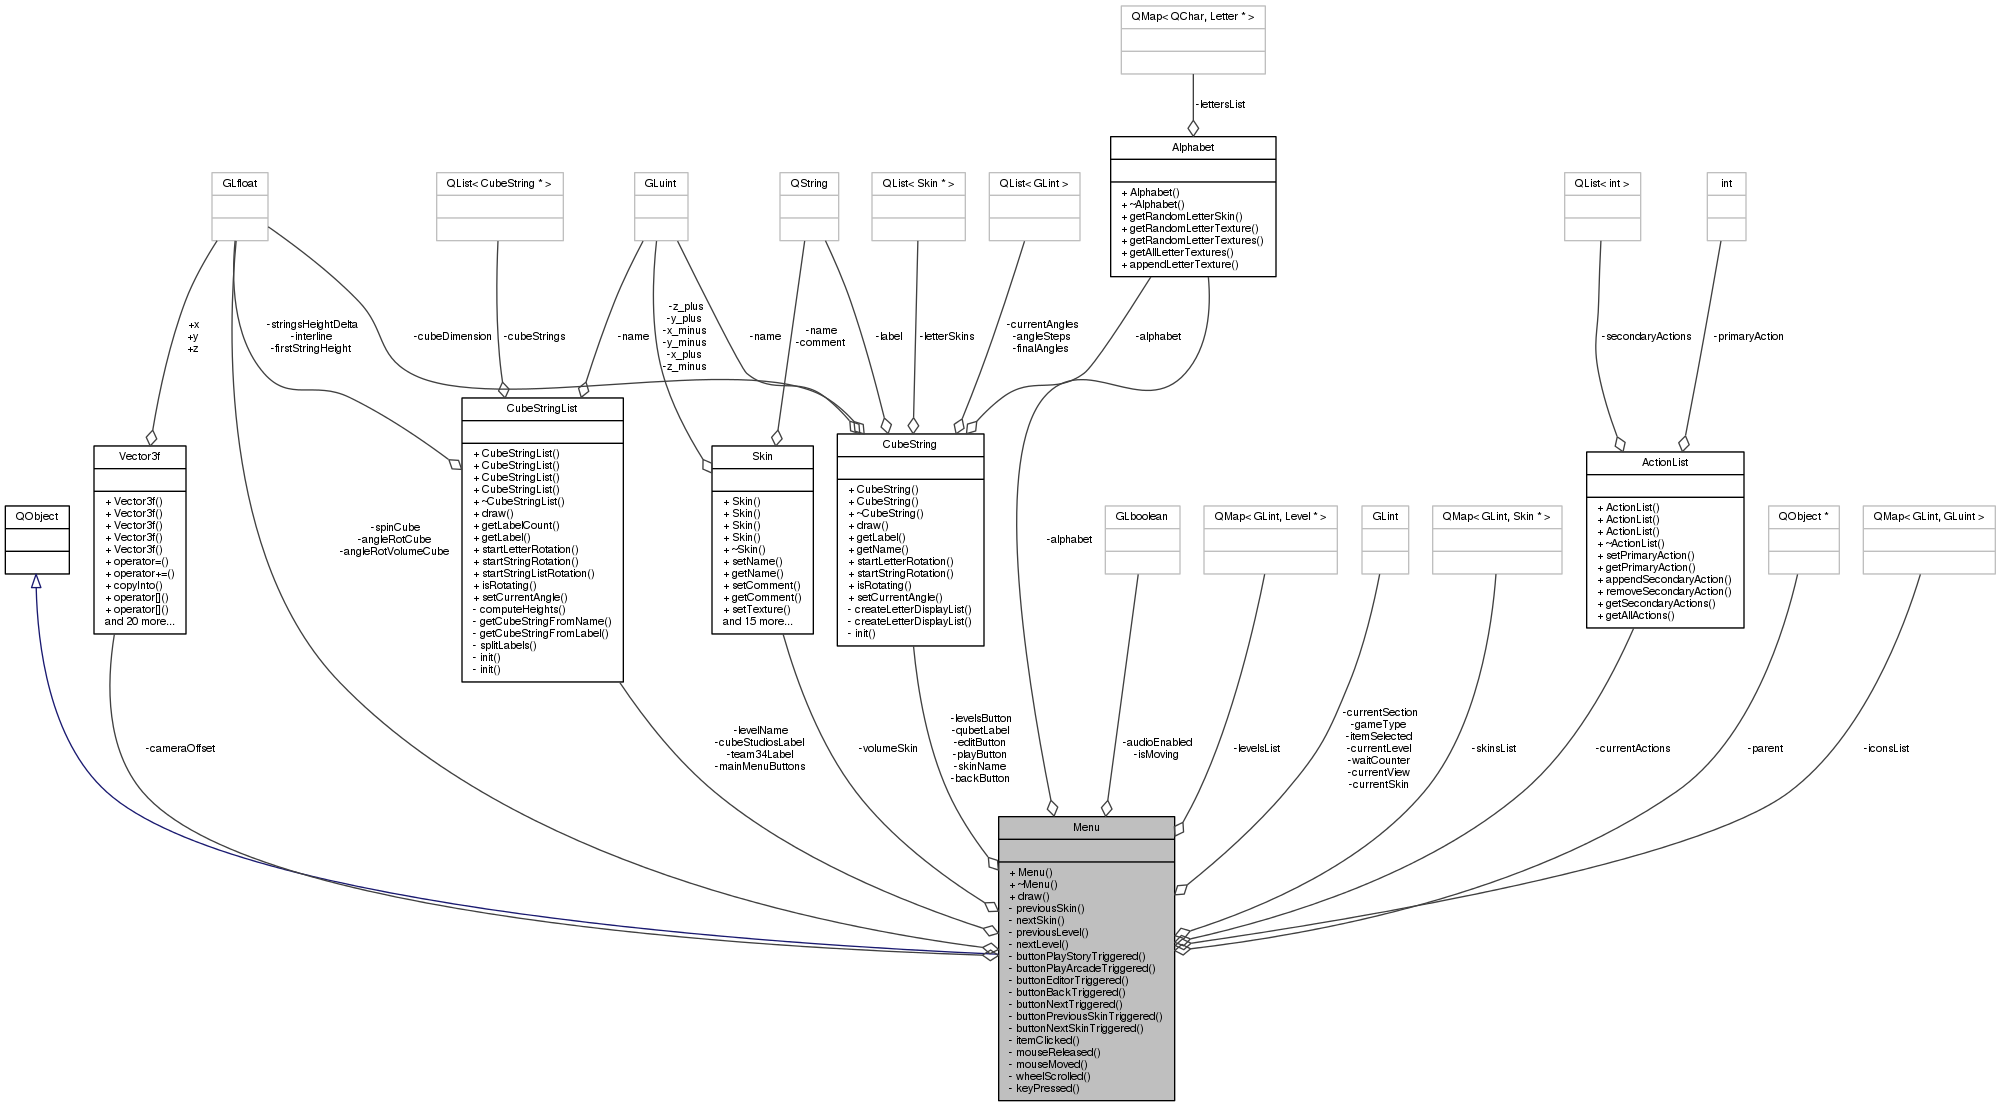 QMap< QChar, Letter * >
-lettersList
Alphabet
+ Alphabet()
+ ~Alphabet()
+ getRandomLetterSkin()
+ getRandomLetterTexture()
+ getRandomLetterTextures()
+ getAllLetterTextures()
+ appendLetterTexture()
GLfloat
QList< CubeString * >
GLuint
QString
QList< Skin * >
QList< GLint >
QList< int >
int
+x
+y
+z
-stringsHeightDelta
-interline
-firstStringHeight
-cubeDimension
-cubeStrings
-name
-z_plus
-y_plus
-x_minus
-y_minus
-x_plus
-z_minus
-name
-name
-comment
-label
-letterSkins
-currentAngles
-angleSteps
-finalAngles
-alphabet
-secondaryActions
-primaryAction
QObject
Vector3f
+ Vector3f()
+ Vector3f()
+ Vector3f()
+ Vector3f()
+ Vector3f()
+ operator=()
+ operator+=()
+ copyInto()
+ operator[]()
+ operator[]()
and 20 more...
-spinCube
-angleRotCube
-angleRotVolumeCube
CubeStringList
+ CubeStringList()
+ CubeStringList()
+ CubeStringList()
+ CubeStringList()
+ ~CubeStringList()
+ draw()
+ getLabelCount()
+ getLabel()
+ startLetterRotation()
+ startStringRotation()
+ startStringListRotation()
+ isRotating()
+ setCurrentAngle()
- computeHeights()
- getCubeStringFromName()
- getCubeStringFromLabel()
- splitLabels()
- init()
- init()
Skin
+ Skin()
+ Skin()
+ Skin()
+ Skin()
+ ~Skin()
+ setName()
+ getName()
+ setComment()
+ getComment()
+ setTexture()
and 15 more...
CubeString
+ CubeString()
+ CubeString()
+ ~CubeString()
+ draw()
+ getLabel()
+ getName()
+ startLetterRotation()
+ startStringRotation()
+ isRotating()
+ setCurrentAngle()
- createLetterDisplayList()
- createLetterDisplayList()
- init()
-alphabet
GLboolean
QMap< GLint, Level * >
GLint
QMap< GLint, Skin * >
ActionList
+ ActionList()
+ ActionList()
+ ActionList()
+ ~ActionList()
+ setPrimaryAction()
+ getPrimaryAction()
+ appendSecondaryAction()
+ removeSecondaryAction()
+ getSecondaryActions()
+ getAllActions()
QObject *
QMap< GLint, GLuint >
-cameraOffset
-levelName
-cubeStudiosLabel
-team34Label
-mainMenuButtons
-volumeSkin
-levelsButton
-qubetLabel
-editButton
-playButton
-skinName
-backButton
-audioEnabled
-isMoving
-levelsList
-currentSection
-gameType
-itemSelected
-currentLevel
-waitCounter
-currentView
-currentSkin
-skinsList
-currentActions
-parent
-iconsList
Menu
+ Menu()
+ ~Menu()
+ draw()
- previousSkin()
- nextSkin()
- previousLevel()
- nextLevel()
- buttonPlayStoryTriggered()
- buttonPlayArcadeTriggered()
- buttonEditorTriggered()
- buttonBackTriggered()
- buttonNextTriggered()
- buttonPreviousSkinTriggered()
- buttonNextSkinTriggered()
- itemClicked()
- mouseReleased()
- mouseMoved()
- wheelScrolled()
- keyPressed()